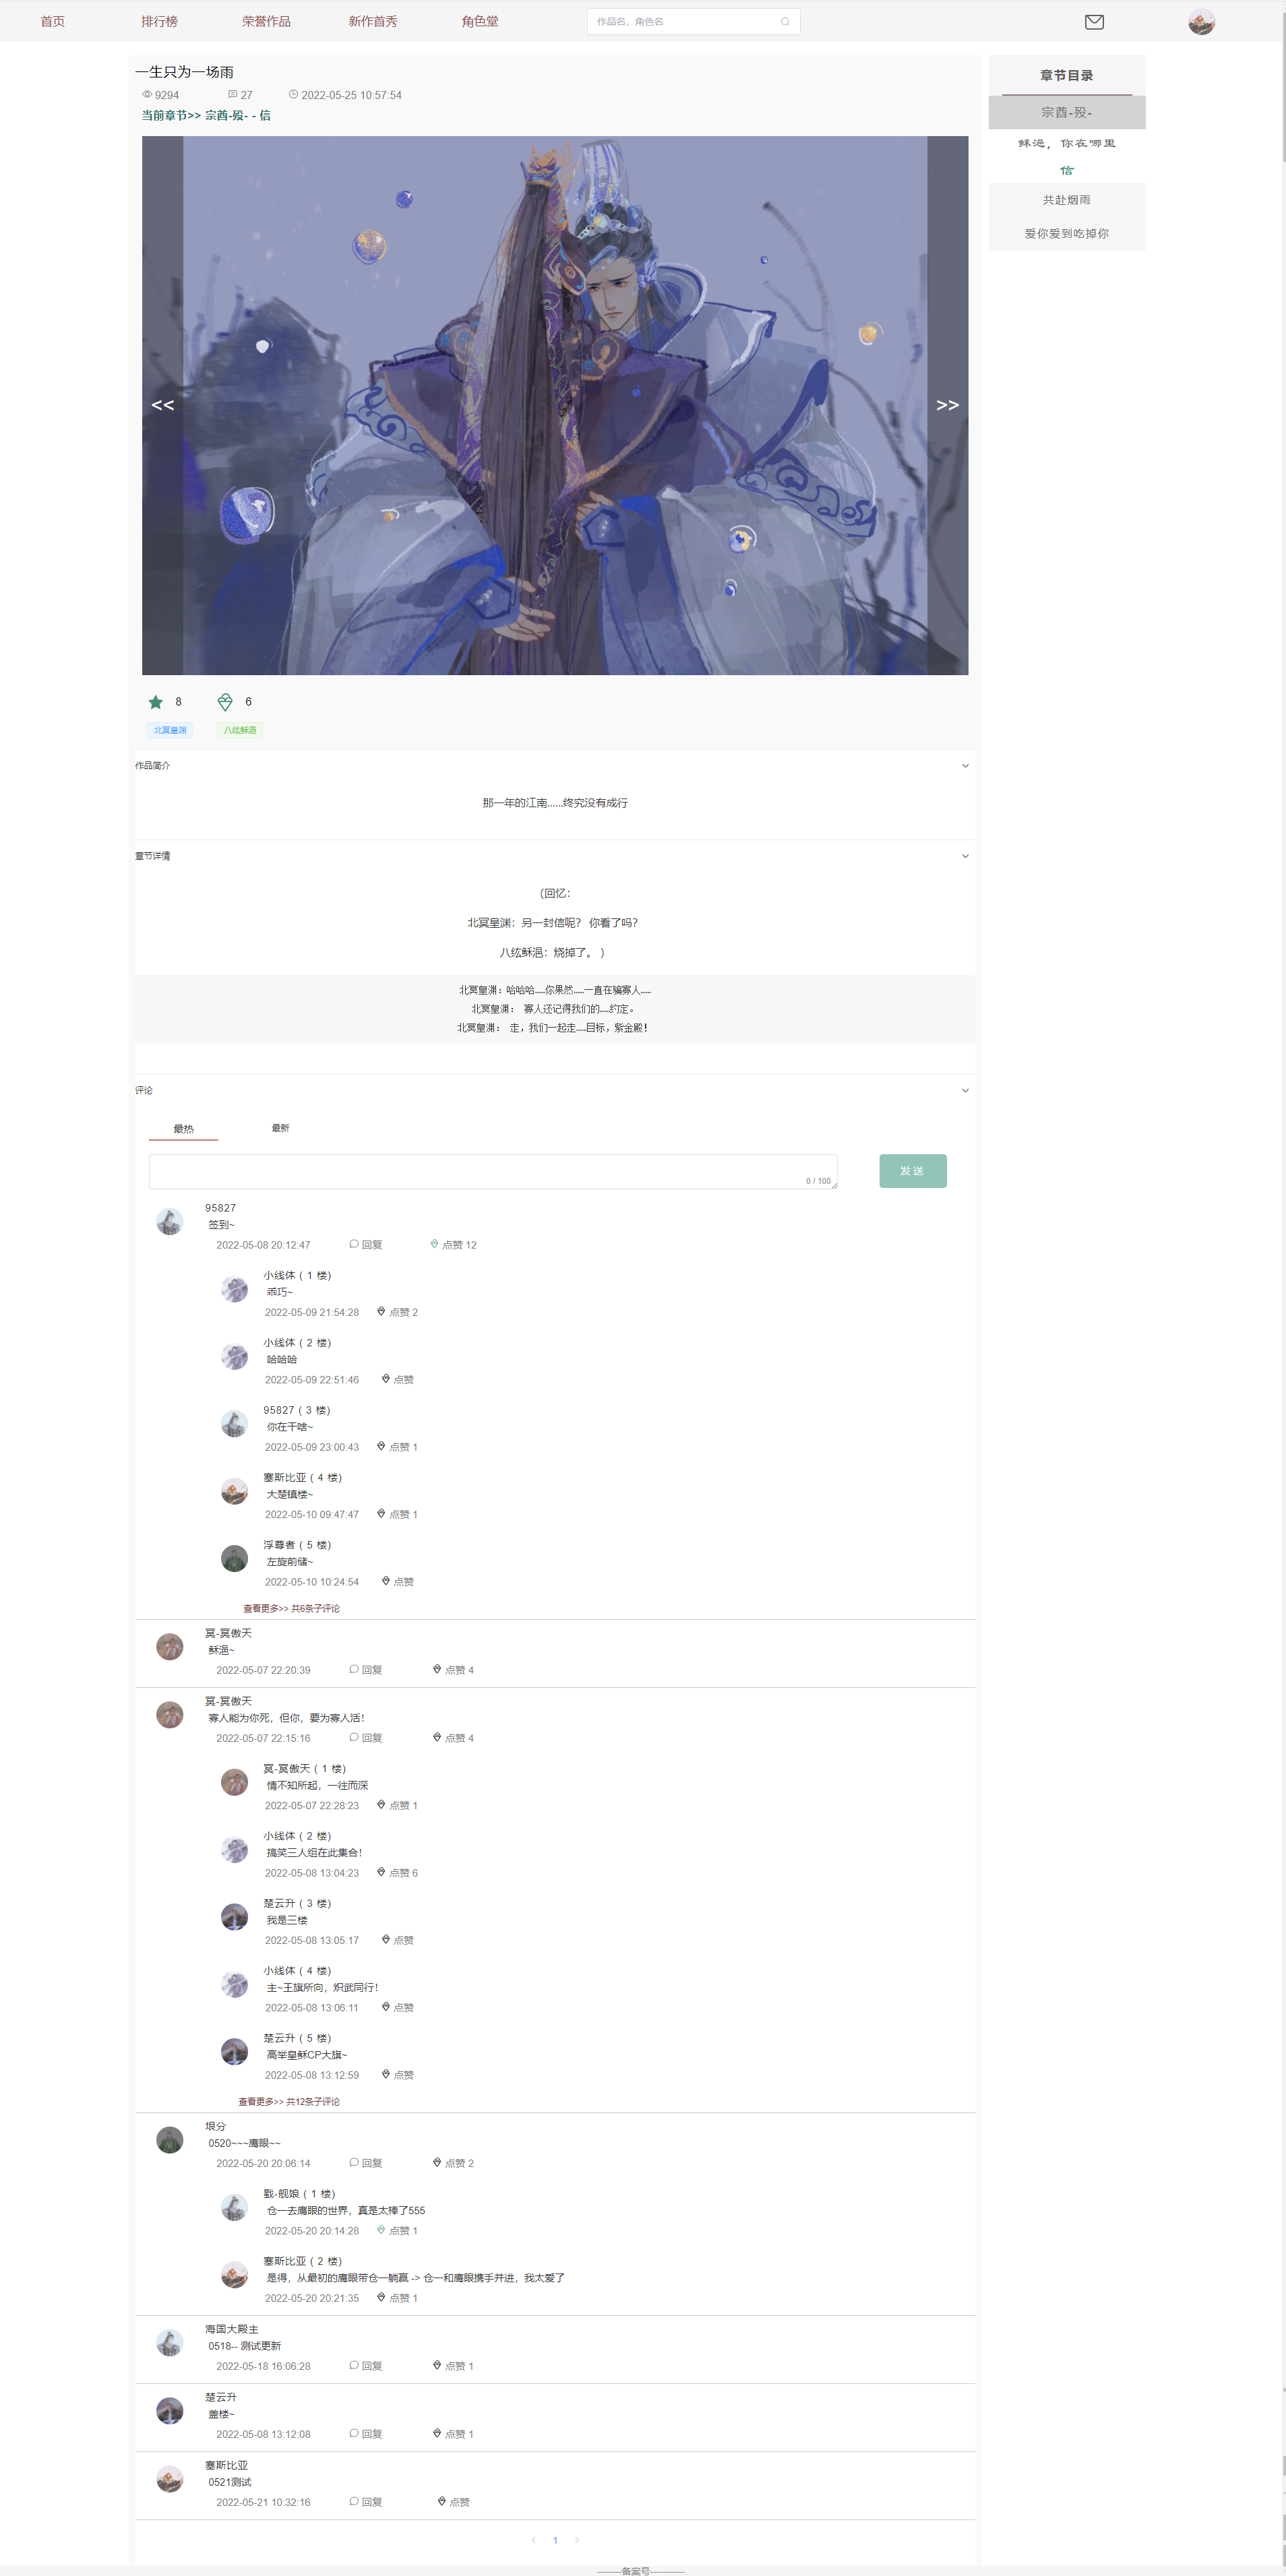 首页 排行榜 荣誉作品 新作首秀 角色堂 作品名，角色名
一生只为一场雨
9294 27 2022-05-25 10:57:54
当前章节>> 宗酋-殁- - 信
<< >>
8 6
北冥皇渊 八纮稣浥
作品简介
那一年的江南......终究没有成行
章节详情
（回忆：
北冥皇渊：另一封信呢？ 你看了吗？
八纮稣浥：烧掉了。 ）
北冥皇渊：哈哈哈……你果然……一直在骗寡人……
北冥皇渊： 寡人还记得我们的……约定。
北冥皇渊： 走，我们一起走……目标，紫金殿！
评论
最热 最新
0 / 100 发送
95827
签到~
2022-05-08 20:12:47 回复 点赞 12
小线体 ( 1 楼)
乖巧~
2022-05-09 21:54:28 点赞 2
小线体 ( 2 楼)
哈哈哈
2022-05-09 22:51:46 点赞
95827 ( 3 楼)
你在干啥~
2022-05-09 23:00:43 点赞 1
塞斯比亚 ( 4 楼)
大楚镇楼~
2022-05-10 09:47:47 点赞 1
浮尊者 ( 5 楼)
左旋前储~
2022-05-10 10:24:54 点赞
查看更多>> 共6条子评论
冥-冥傲天
稣浥~
2022-05-07 22:20:39 回复 点赞 4
冥-冥傲天
寡人能为你死，但你，要为寡人活！
2022-05-07 22:15:16 回复 点赞 4
冥-冥傲天 ( 1 楼)
情不知所起，一往而深
2022-05-07 22:28:23 点赞 1
小线体 ( 2 楼)
搞笑三人组在此集合！
2022-05-08 13:04:23 点赞 6
楚云升 ( 3 楼)
我是三楼
2022-05-08 13:05:17 点赞
小线体 ( 4 楼)
主~王旗所向，炽武同行！
2022-05-08 13:06:11 点赞
楚云升 ( 5 楼)
高举皇稣CP大旗~
2022-05-08 13:12:59 点赞
查看更多>> 共12条子评论
垠分
0520~~~鹰眼~~
2022-05-20 20:06:14 回复 点赞 2
戥-舰娘 ( 1 楼)
仓一去鹰眼的世界，真是太棒了555
2022-05-20 20:14:28 点赞 1
塞斯比亚 ( 2 楼)
是得，从最初的鹰眼带仓一躺赢 -> 仓一和鹰眼携手并进，我太爱了
2022-05-20 20:21:35 点赞 1
海国大殿主
0518-- 测试更新
2022-05-18 16:06:28 回复 点赞 1
楚云升
盖楼~
2022-05-08 13:12:08 回复 点赞 1
塞斯比亚
0521测试
2022-05-21 10:32:16 回复 点赞
1
--------备案号-----------
章节目录
宗酋-殁-
稣浥，你在哪里
信
共赴烟雨
爱你爱到吃掉你